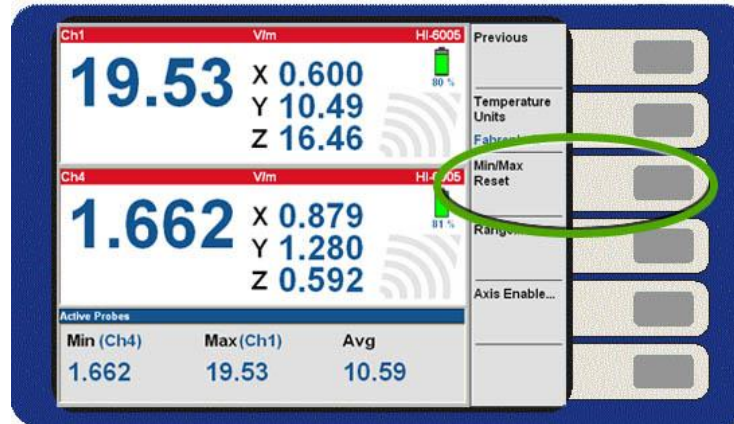 Ch1 V/m HI-6005
19.53
X 0.600
Y 10.49
Z 16.46
80 %
Ch4 V/m
1.662
X 0.879
Y 1.280
Z 0.592
81 %
Active Probes
Min (Ch4) Max(Ch1) Avg
1.662 19.53 10.59
Previous
Temperature
Units
Min/Max
Reset
Axis Enable...